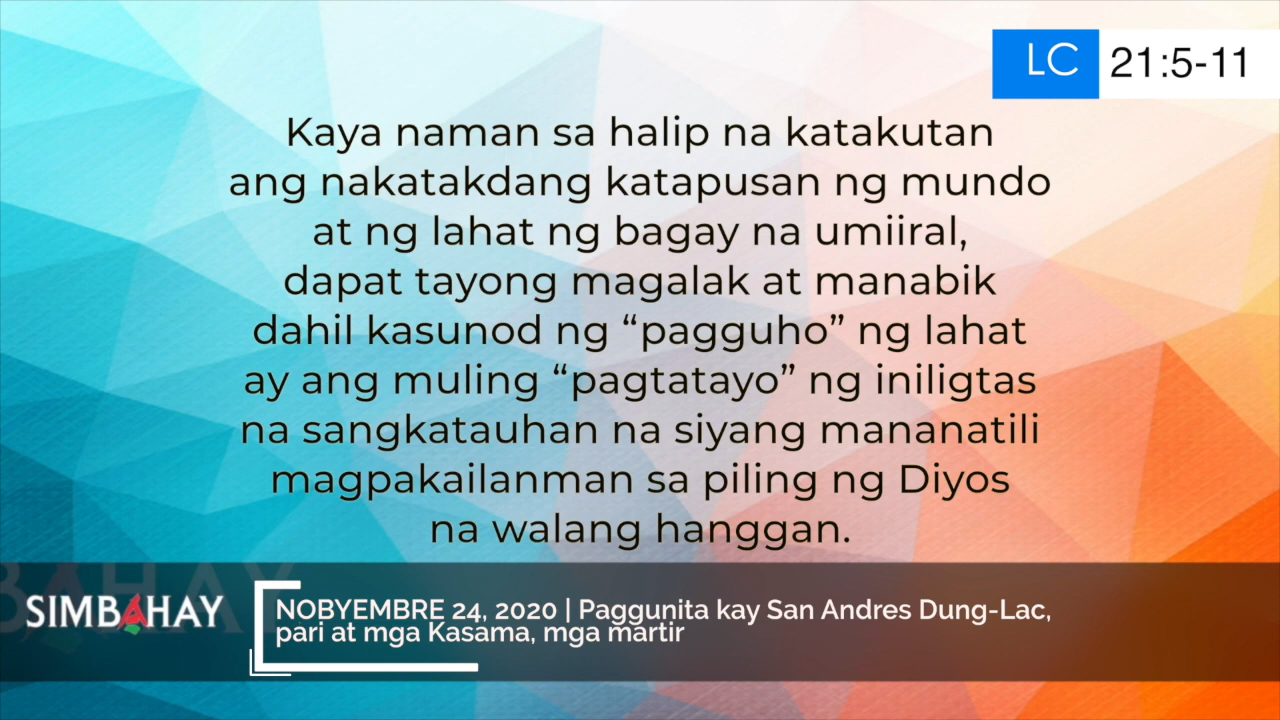 LC 21:5-11
Kaya naman sa halip na katakutan
ang nakatakdang katapusan ng mundo
at ng lahat ng bagay na umiiral,
dapat tayong magalak at manabik
dahil kasunod ng “pagguho” ng lahat
ay ang muling “pagtatayo” ng iniligtas
na sangkatauhan na siyang mananatili
magpakailanman sa piling ng Diyos
na walang hanggan.
SIMBAHAY
NOBYEMBRE 24, 2020 | Paggunita kay San Andres Dung-Lac,
pari at mga Kasama, mga martir